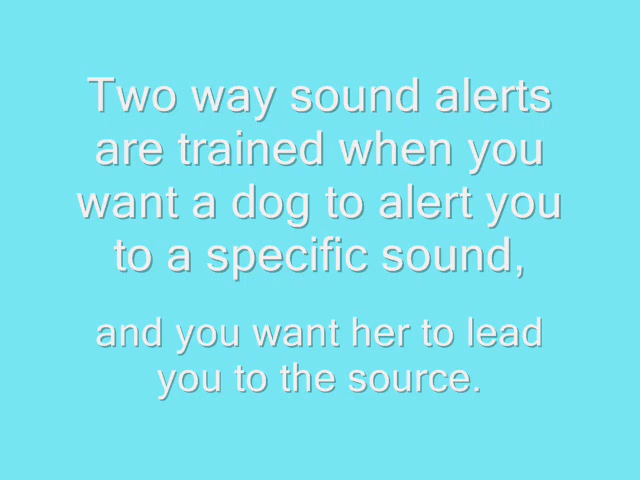 Two way sound alerts
are trained when you
want a dog to alert you
to a specific sound,
and you want her to lead
you to the source.